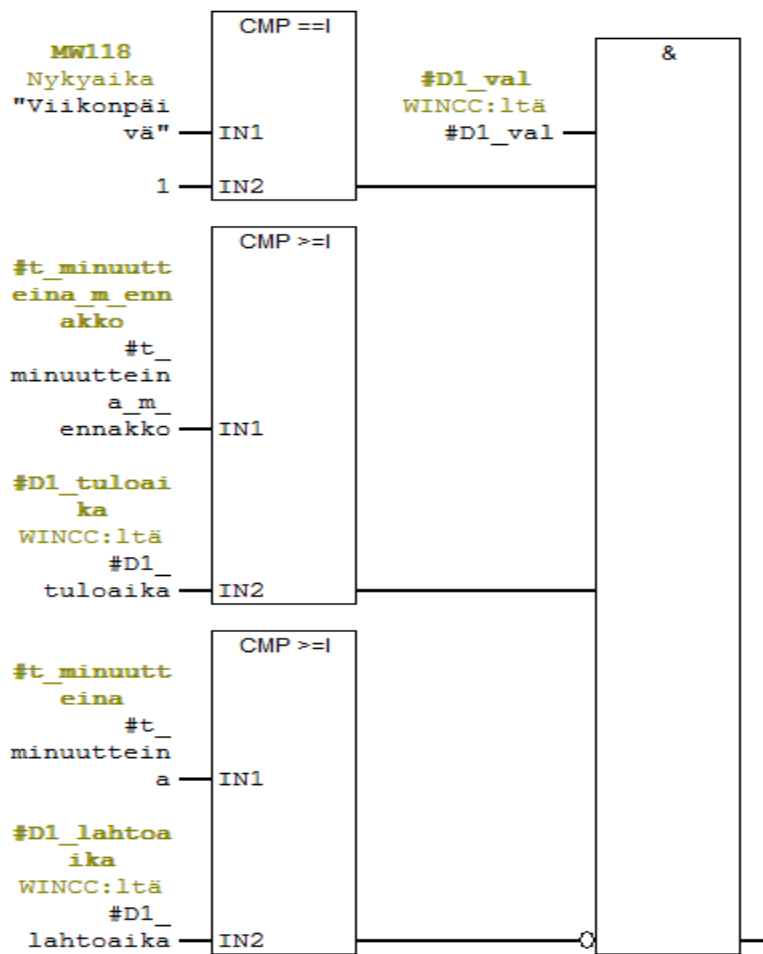 CMP ==I
MW118
Nykyaika
"Viikonpäi
vä"
IN1
1
IN2
#D1_val
WINCC:ltä
#D1_val
&
CMP >=I
#t_minuutt
eina_m_enn
akko
#t_
minuuttein
a_m_
ennakko
IN1
#D1_tuloai
ka
WINCC:ltä
#D1_
tuloaika
IN2
CMP >=I
#t_minuutt
eina
#t_
minuuttein
a
IN1
#D1_lahtoa
ika
WINCC:ltä
#D1_
lahtoaika
IN2